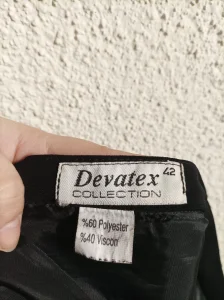 Devatex 42
COLLECTION
%60 Polyester
%40 Viscon